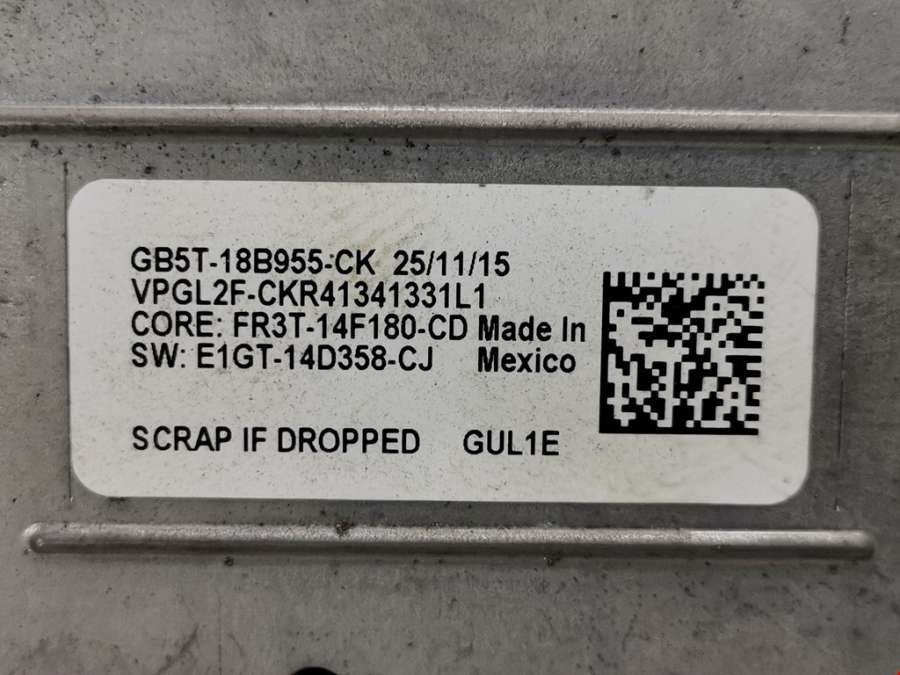 GB5T-18B955-CK 25/11/15
VPGL2F-CKR41341331L1
CORE: FR3T-14F180-CD Made In
SW: E1GT-14D358-CJ Mexico
SCRAP IF DROPPED GUL1E